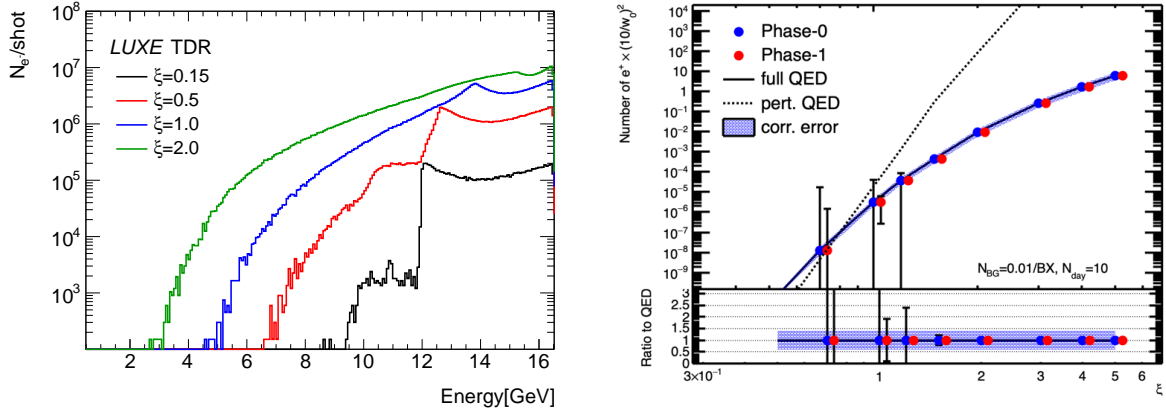 N_e-/shot
LUXE TDR
ξ=0.15
ξ=0.5
ξ=1.0
ξ=2.0
10^7
10^6
10^5
10^4
10^3
2 4 6 8 10 12 14 16
Energy[GeV]
Number of e^+ × (10/w_0)^2
10^4
10^3
10^2
10
1
10^-1
10^-2
10^-3
10^-4
10^-5
10^-6
10^-7
10^-8
10^-9
Phase-0
Phase-1
full QED
pert. QED
corr. error
N_BG=0.01/BX, N_day=10
Ratio to QED
3
2.5
2
1.5
1
0.5
0
3×10^-1 1 2 3 4 5 6 ξ